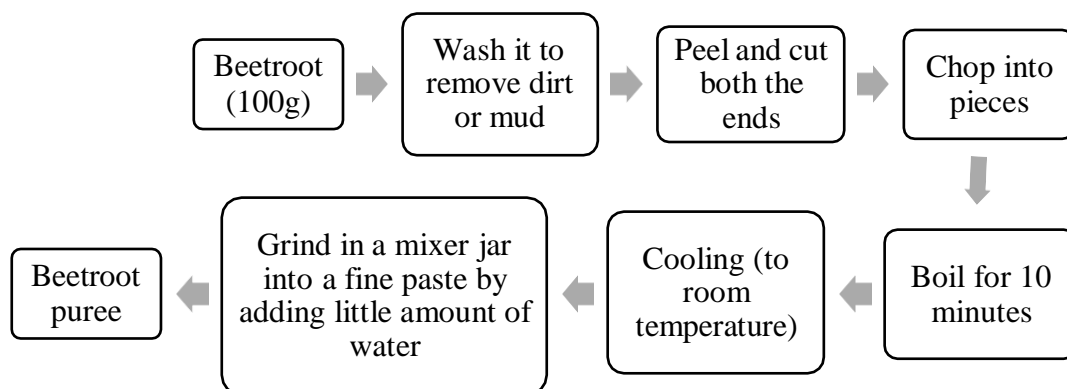 Beetroot
(100g)
Wash it to
remove dirt
or mud
Peel and cut
both the
ends
Chop into
pieces
Boil for 10
minutes
Cooling (to
room
temperature)
Grind in a mixer jar
into a fine paste by
adding little amount of
water
Beetroot
puree